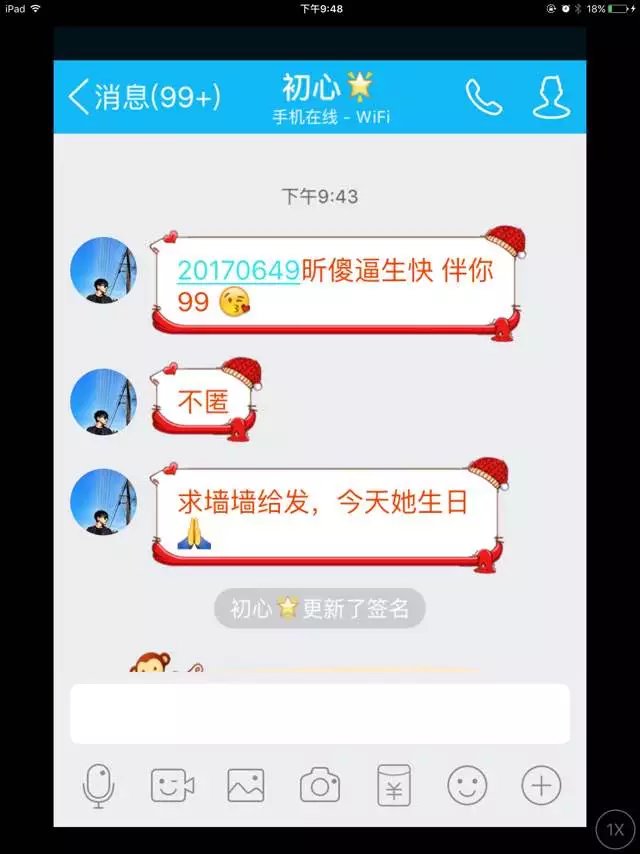 iPad 下午9:48 18%
消息(99+) 初心🌟
手机在线 - WiFi
下午9:43
20170649昕傻逼生快 伴你
99 😘
不匿
求墙墙给发，今天她生日
🙏
初心🌟更新了签名
1X